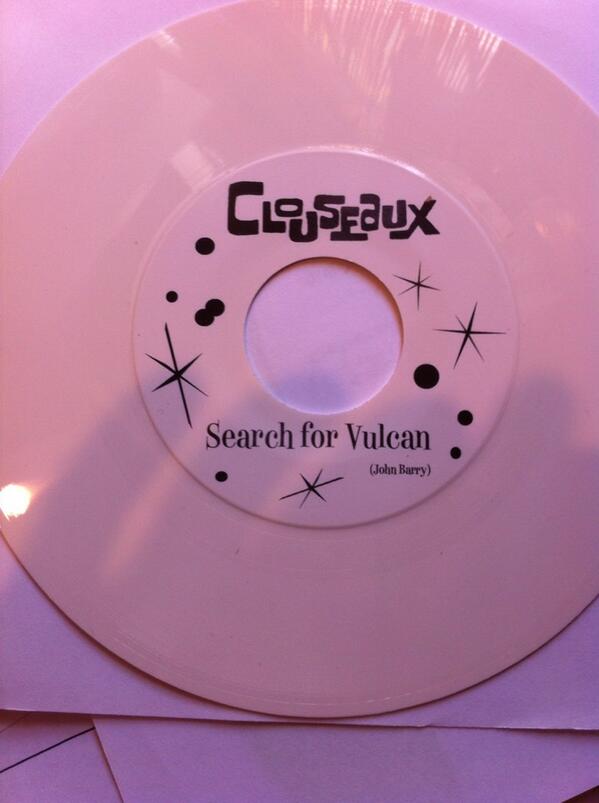 CLOUSEAUX
Search for Vulcan
(John Barry)